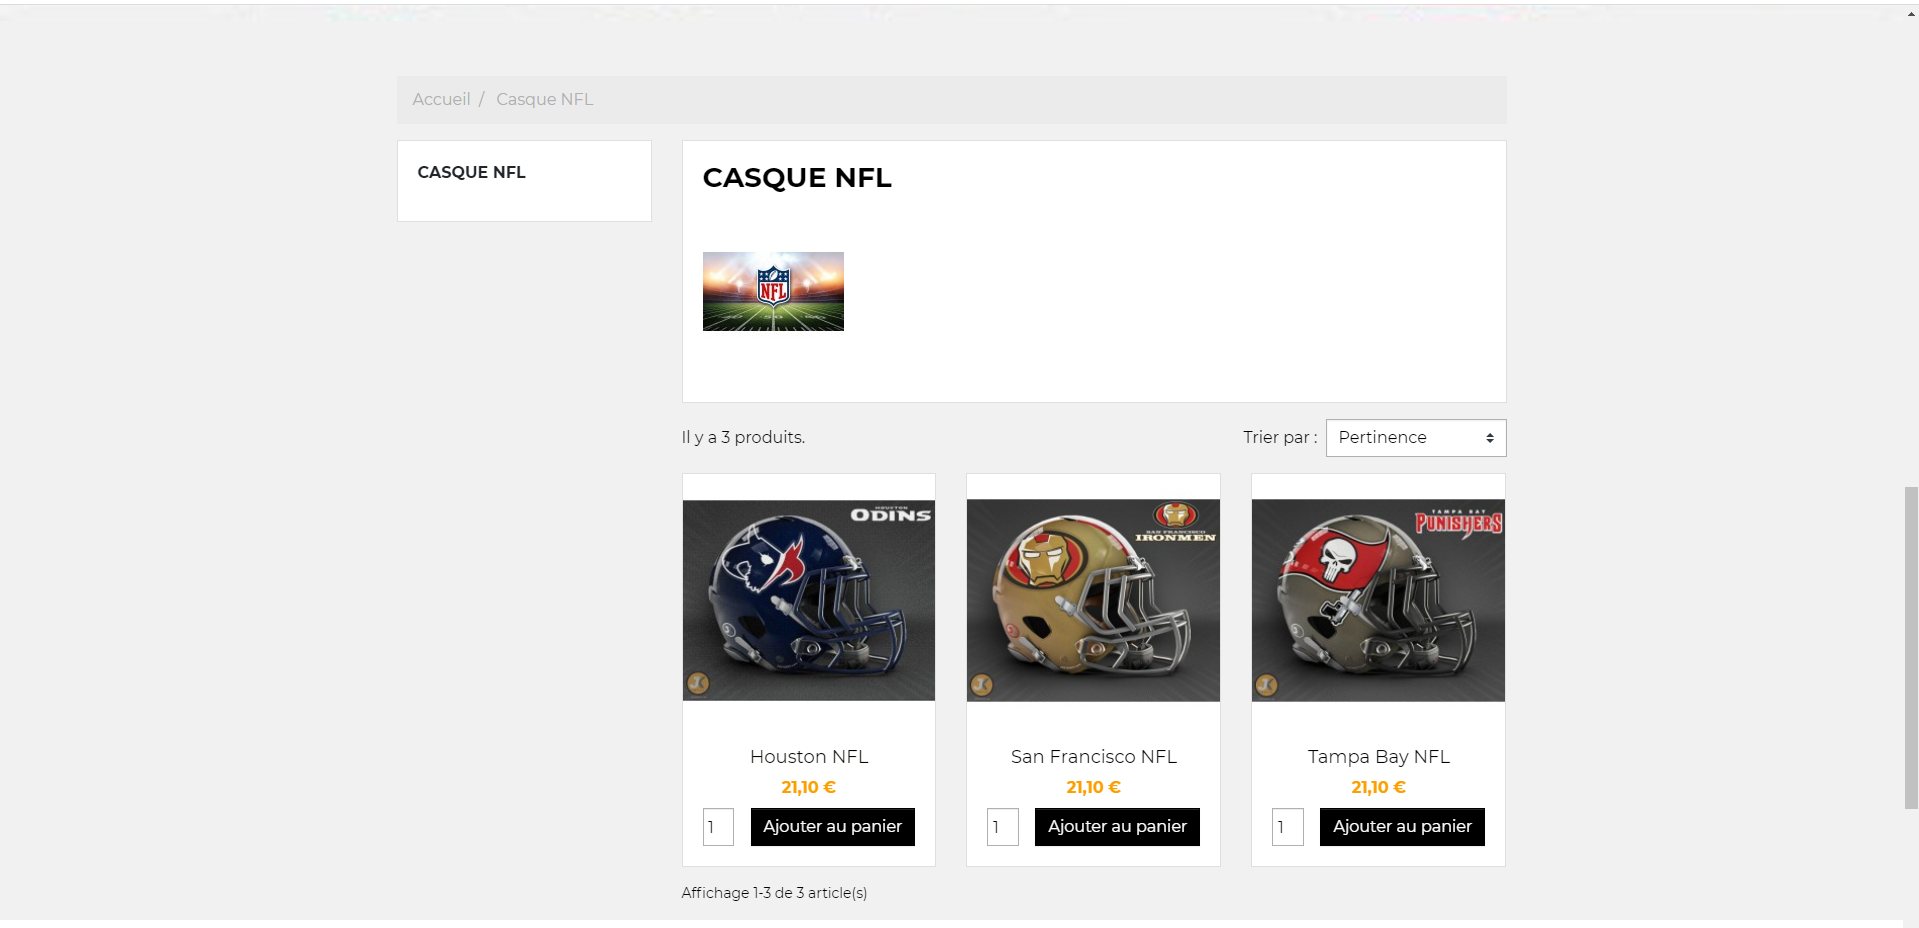 Accueil / Casque NFL
CASQUE NFL
CASQUE NFL
NFL
Il y a 3 produits.
Trier par : Pertinence
HOUSTON
ODINS
SAN FRANCISCO
IRONMEN
TAMPA BAY
PUNISHERS
Houston NFL
21,10 €
1 Ajouter au panier
San Francisco NFL
21,10 €
1 Ajouter au panier
Tampa Bay NFL
21,10 €
1 Ajouter au panier
Affichage 1-3 de 3 article(s)